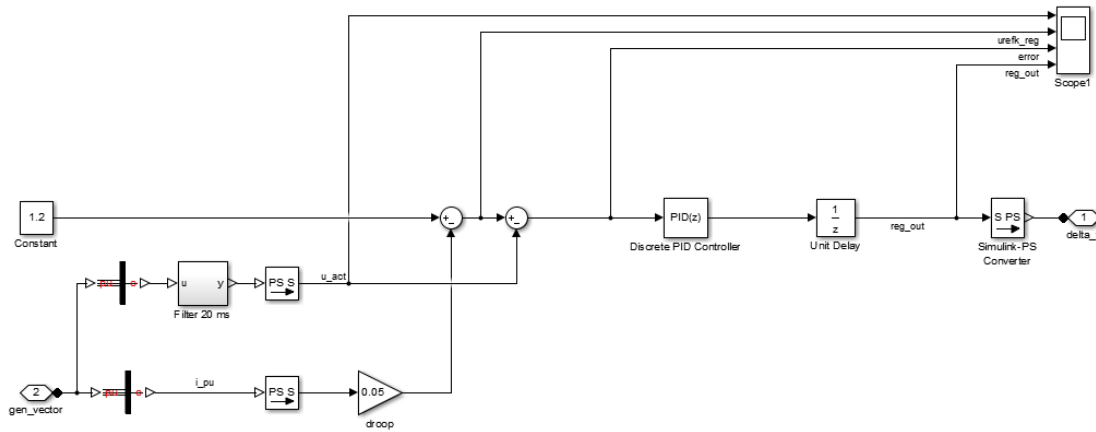 urefk_reg
error
reg_out
Scope1
1.2
Constant
+
-
+
-
PID(z)
Discrete PID Controller
1
z
Unit Delay
reg_out
S PS
Simulink-PS
Converter
1
delta_
u
y
Filter 20 ms
PS S
u_act
2
gen_vector
i_pu
PS S
0.05
droop